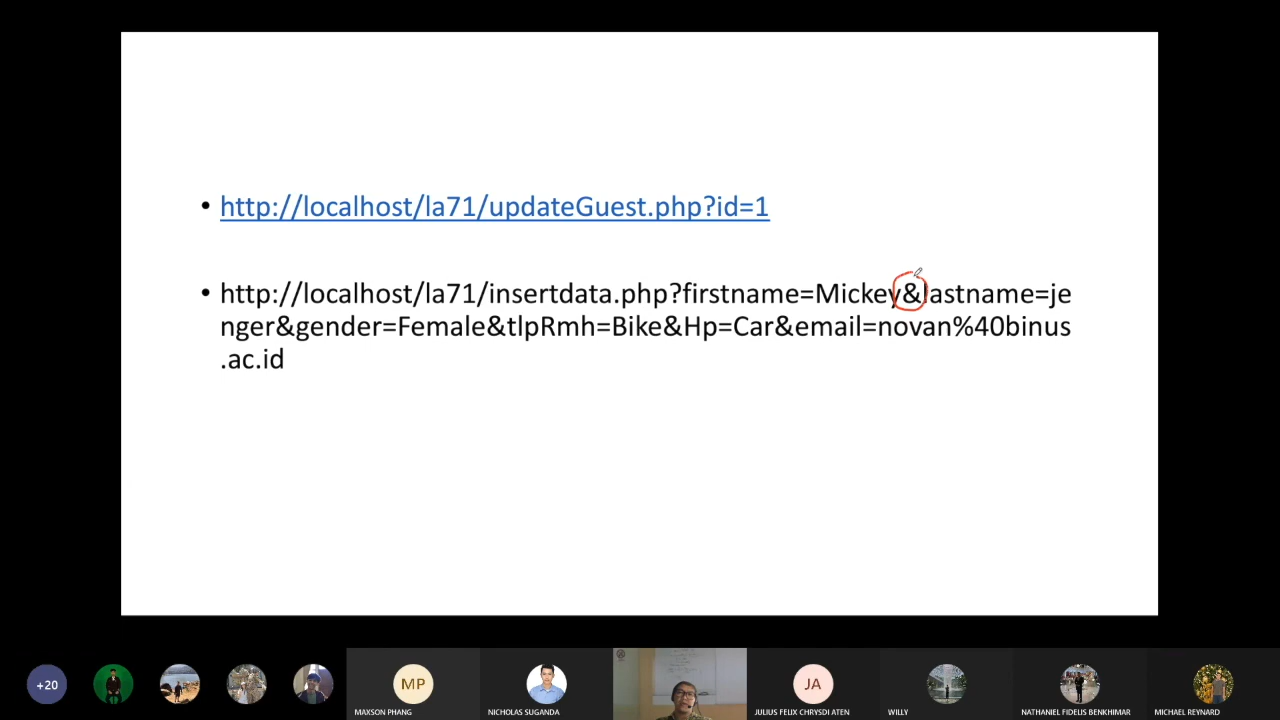 http://localhost/la71/updateGuest.php?id=1
http://localhost/la71/insertdata.php?firstname=Mickey&lastname=je
nger&gender=Female&tlpRmh=Bike&Hp=Car&email=novan%40binus
.ac.id
+20
MP
JA
MAXSON PHANG
NICHOLAS SUGANDA
JULIUS FELIX CHRYSDI ATEN
WILLY
NATHANIEL FIDELIS BENKHIMAR
MICHAEL REYNARD